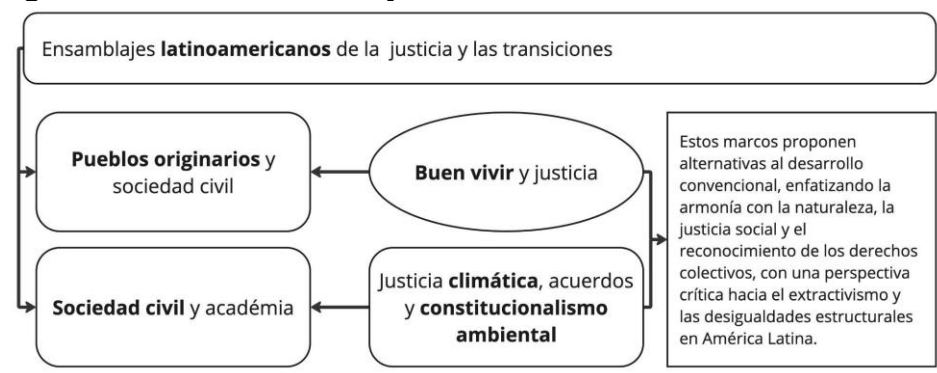 Ensamblajes latinoamericanos de la justicia y las transiciones
Pueblos originarios y
sociedad civil
Buen vivir y justicia
Sociedad civil y académia
Justicia climática, acuerdos
y constitucionalismo
ambiental
Estos marcos proponen
alternativas al desarrollo
convencional, enfatizando la
armonía con la naturaleza, la
justicia social y el
reconocimiento de los derechos
colectivos, con una perspectiva
crítica hacia el extractivismo y
las desigualdades estructurales
en América Latina.